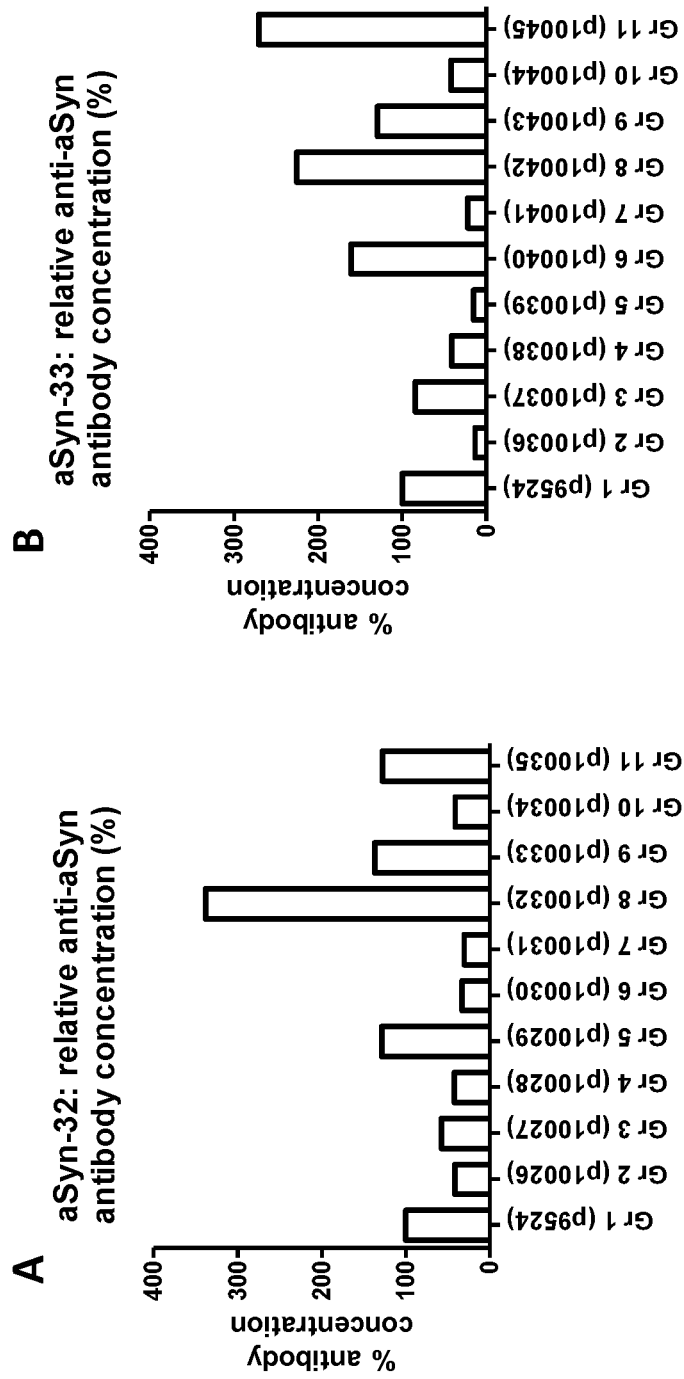 A
aSyn-32: relative anti-aSyn
antibody concentration (%)
% antibody
concentration
400
300
200
100
0
Gr 1 (p9524)
Gr 2 (p10026)
Gr 3 (p10027)
Gr 4 (p10028)
Gr 5 (p10029)
Gr 6 (p10030)
Gr 7 (p10031)
Gr 8 (p10032)
Gr 9 (p10033)
Gr 10 (p10034)
Gr 11 (p10035)
B
aSyn-33: relative anti-aSyn
antibody concentration (%)
% antibody
concentration
400
300
200
100
0
Gr 1 (p9524)
Gr 2 (p10036)
Gr 3 (p10037)
Gr 4 (p10038)
Gr 5 (p10039)
Gr 6 (p10040)
Gr 7 (p10041)
Gr 8 (p10042)
Gr 9 (p10043)
Gr 10 (p10044)
Gr 11 (p10045)